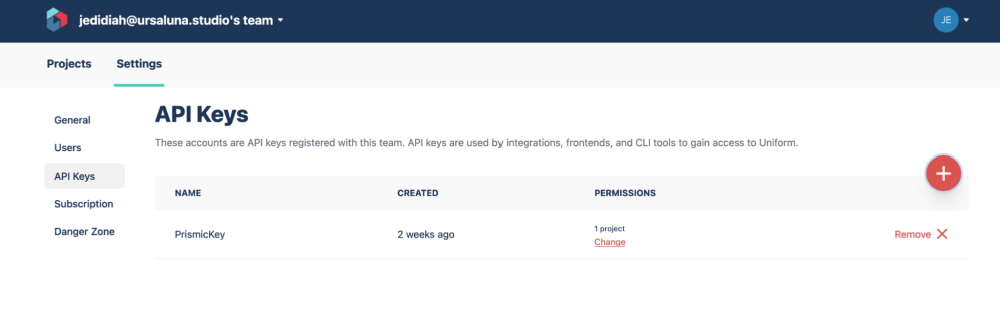 jedidiah@ursaluna.studio's team
JE
Projects Settings
API Keys
General
These accounts are API keys registered with this team. API keys are used by integrations, frontends, and CLI tools to gain access to Uniform.
Users
API Keys
Subscription
Danger Zone
NAME CREATED PERMISSIONS
PrismicKey 2 weeks ago 1 project
Change
Remove